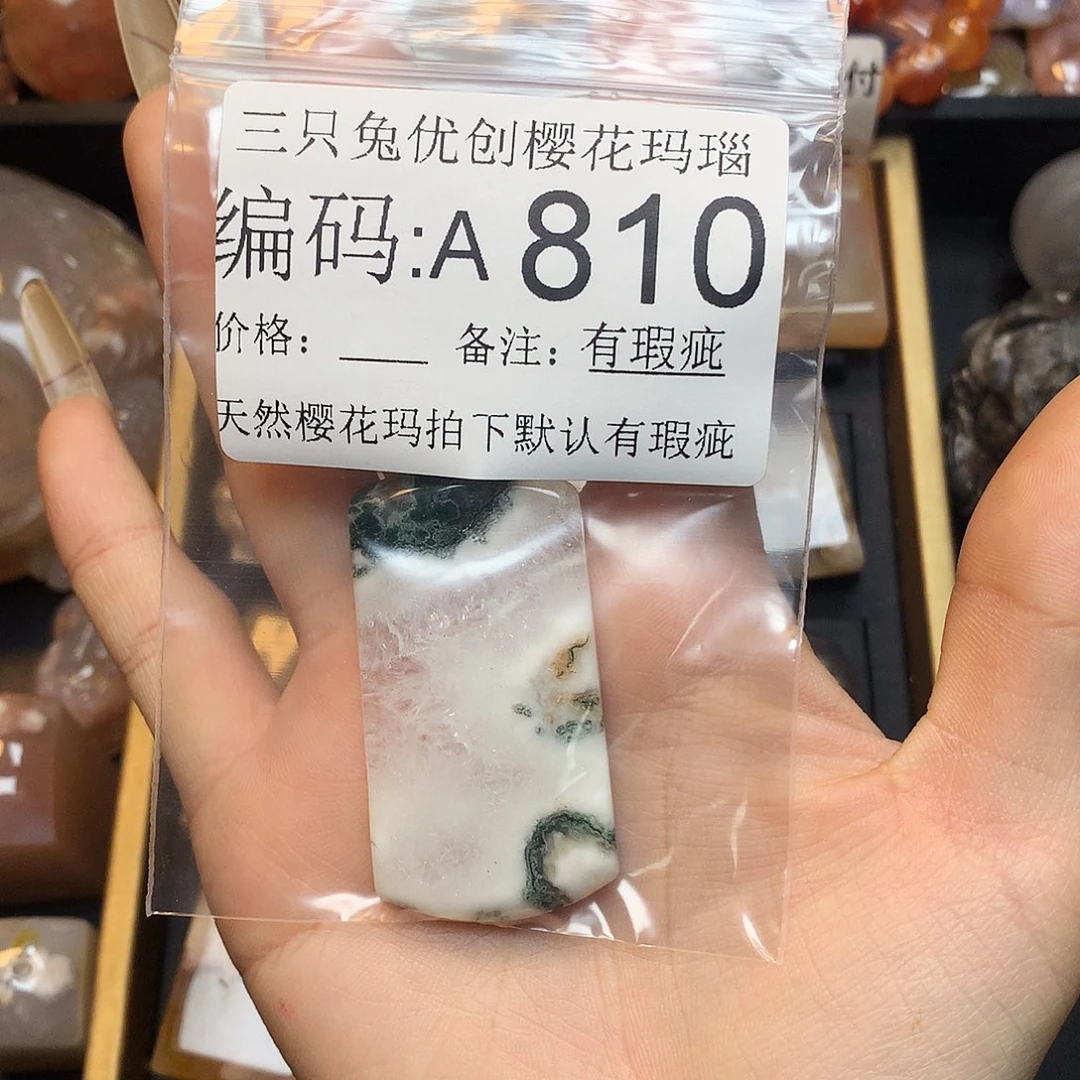 三只兔优创樱花玛瑙
编码:A 810
价格：____ 备注：有瑕疵
天然樱花玛拍下默认有瑕疵
付